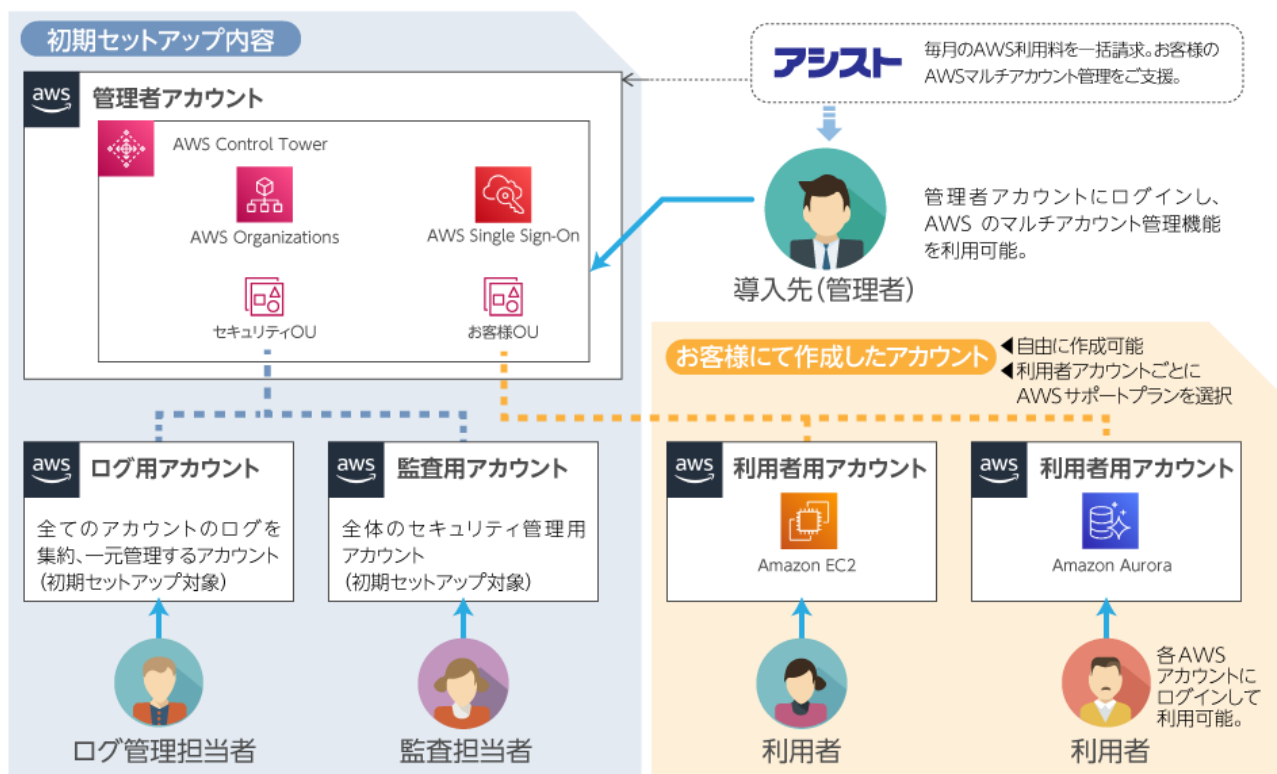 初期セットアップ内容
aws
管理者アカウント
AWS Control Tower
AWS Organizations
AWS Single Sign-On
セキュリティOU
お客様OU
アシスト
毎月のAWS利用料を一括請求。お客様の
AWSマルチアカウント管理をご支援。
管理者アカウントにログインし、
AWS のマルチアカウント管理機能
を利用可能。
導入先(管理者)
お客様にて作成したアカウント
◀自由に作成可能
◀利用者アカウントごとに
AWSサポートプランを選択
aws
ログ用アカウント
全てのアカウントのログを
集約、一元管理するアカウント
(初期セットアップ対象)
aws
監査用アカウント
全体のセキュリティ管理用
アカウント
(初期セットアップ対象)
aws
利用者用アカウント
Amazon EC2
aws
利用者用アカウント
Amazon Aurora
ログ管理担当者
監査担当者
利用者
利用者
各AWS
アカウントに
ログインして
利用可能。